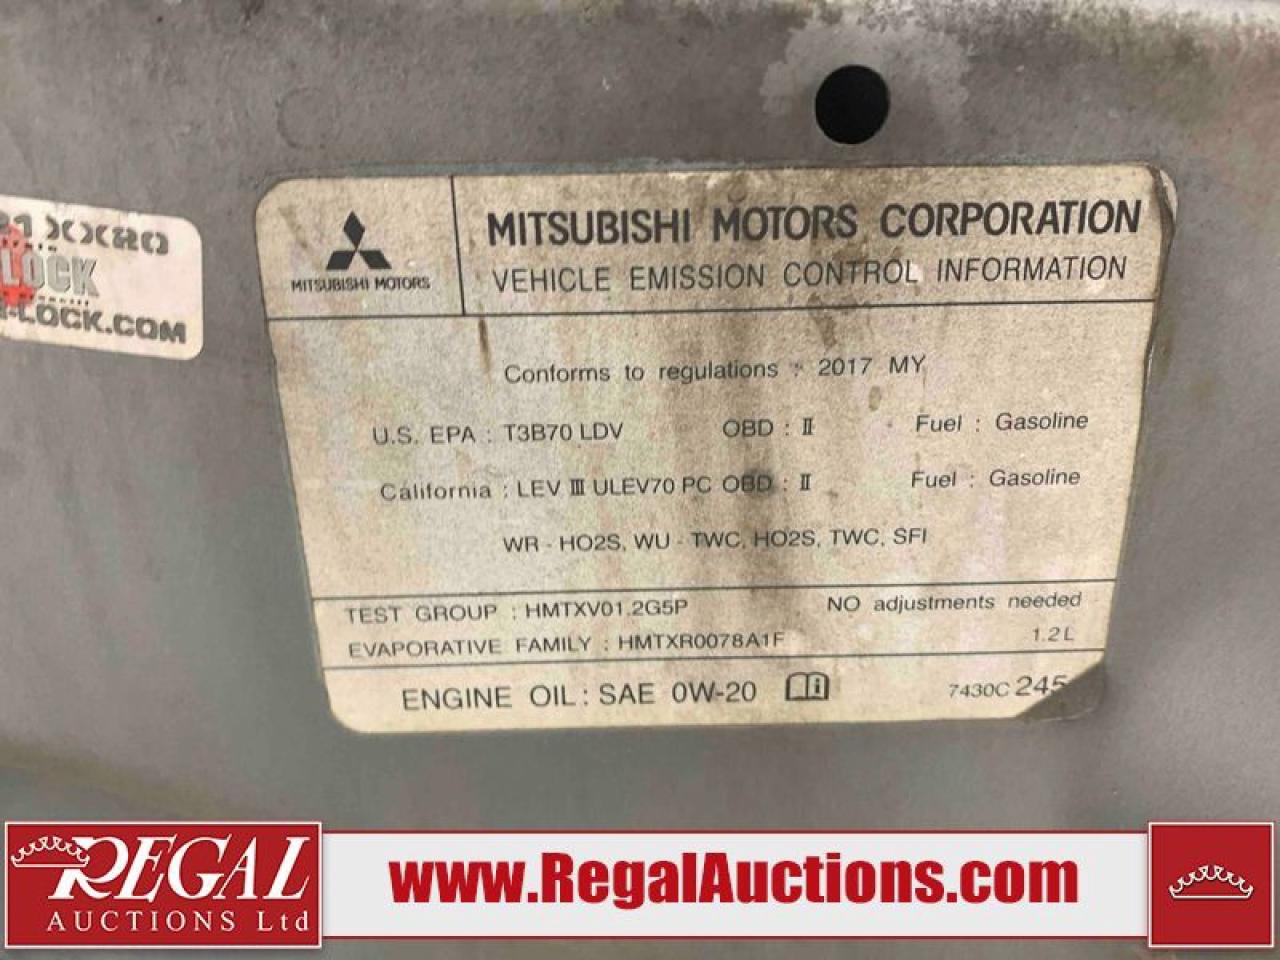 XX80
LOCK
-LOCK.COM
MITSUBISHI MOTORS
MITSUBISHI MOTORS CORPORATION
VEHICLE EMISSION CONTROL INFORMATION
Conforms to regulations : 2017 MY
U.S. EPA : T3B70 LDV OBD : II Fuel : Gasoline
California : LEV III ULEV70 PC OBD : II Fuel : Gasoline
WR - HO2S, WU - TWC, HO2S, TWC, SFI
TEST GROUP : HMTXV01.2G5P NO adjustments needed
EVAPORATIVE FAMILY : HMTXR0078A1F 1.2 L
ENGINE OIL : SAE 0W-20 7430C 245
REGAL
AUCTIONS Ltd
www.RegalAuctions.com